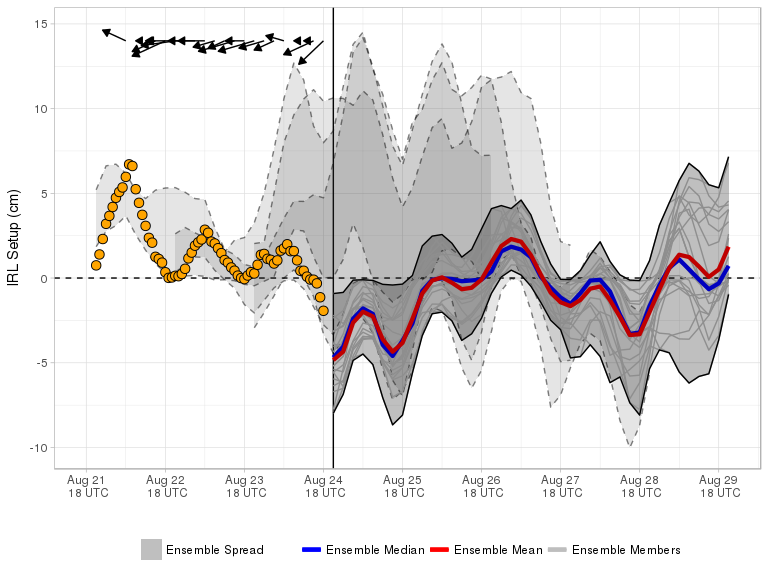 IRL Setup (cm)
15
10
5
0
-5
-10
Aug 21
18 UTC
Aug 22
18 UTC
Aug 23
18 UTC
Aug 24
18 UTC
Aug 25
18 UTC
Aug 26
18 UTC
Aug 27
18 UTC
Aug 28
18 UTC
Aug 29
18 UTC
Ensemble Spread
Ensemble Median
Ensemble Mean
Ensemble Members